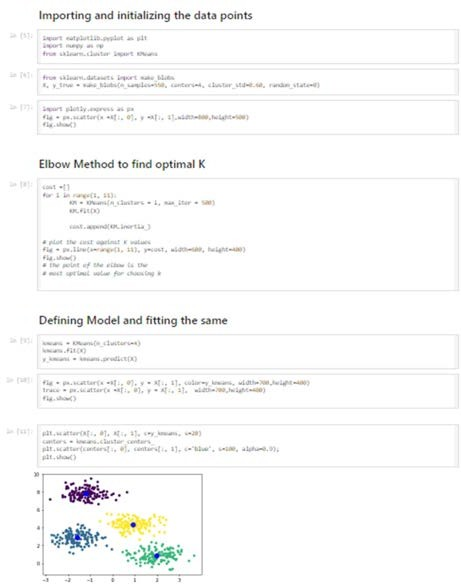 Importing and initializing the data points
In [5]:
import matplotlib.pyplot as plt
import numpy as np
from sklearn.cluster import KMeans
In [6]:
from sklearn.datasets import make_blobs
X, y_true = make_blobs(n_samples=550, centers=4, cluster_std=0.60, random_state=0)
In [7]:
import plotly.express as px
fig = px.scatter(x =X[:, 0], y =X[:, 1],width=800,height=500)
fig.show()
Elbow Method to find optimal K
In [8]:
cost =[]
for i in range(1, 11):
KM = KMeans(n_clusters = i, max_iter = 500)
KM.fit(X)
cost.append(KM.inertia_)
# plot the cost against K values
fig = px.line(x=range(1, 11), y=cost, width=600, height=400)
fig.show()
# the point of the elbow is the
# most optimal value for choosing k
Defining Model and fitting the same
In [9]:
kmeans = KMeans(n_clusters=4)
kmeans.fit(X)
y_kmeans = kmeans.predict(X)
In [10]:
fig = px.scatter(x =X[:, 0], y = X[:, 1], color=y_kmeans, width=700,height=400)
trace = px.scatter(x =X[:, 0], y = X[:, 1], width=700,height=400)
fig.show()
In [11]:
plt.scatter(X[:, 0], X[:, 1], c=y_kmeans, s=20)
centers = kmeans.cluster_centers_
plt.scatter(centers[:, 0], centers[:, 1], c='blue', s=100, alpha=0.9);
plt.show()
10
8
6
4
2
0
-3 -2 -1 0 1 2 3